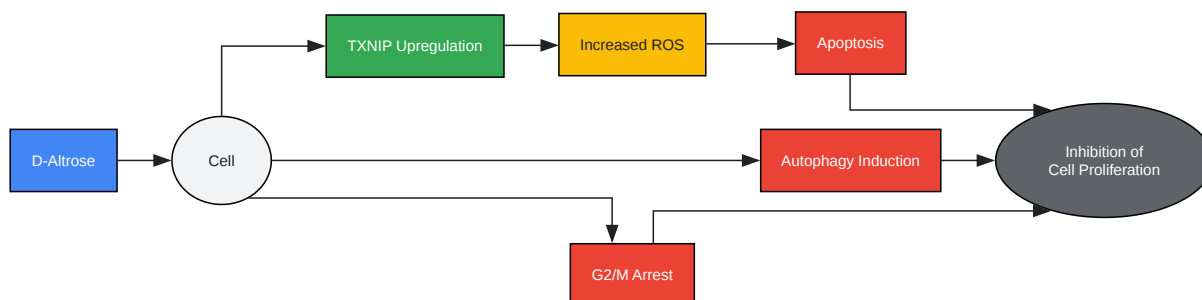 TXNIP Upregulation
Increased ROS
Apoptosis
D-Altrose
Cell
Autophagy Induction
Inhibition of
Cell Proliferation
G2/M Arrest